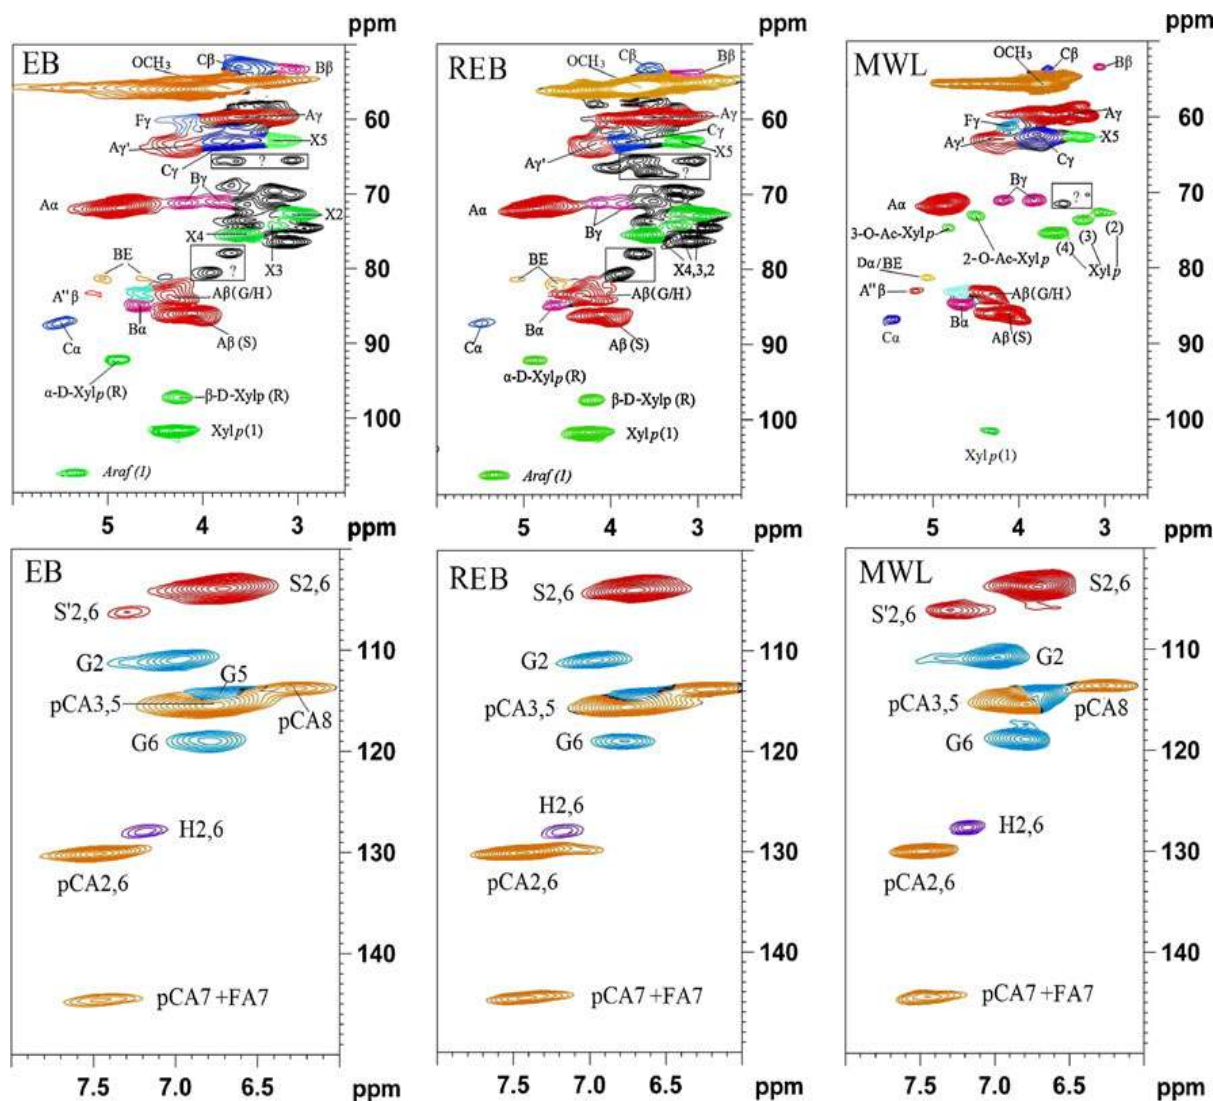 ppm
ppm
ppm
EB
Cβ
OCH3
Bβ
Fγ
Aγ
Aγ'
X5
Cγ
?
Bγ
Aα
X2
X4
X3
BE
?
A"β
Aβ(G/H)
Bα
Cα
Aβ(S)
α-D-Xylp(R)
β-D-Xylp (R)
Xylp(1)
Araf (1)
60
70
80
90
100
5
4
3
ppm
REB
Cβ
OCH3
Bβ
Aγ
Cγ
X5
Aγ'
?
Aα
Bγ
X4,3,2
BE
?
Aβ(G/H)
Bα
Cα
Aβ(S)
α-D-Xylp(R)
β-D-Xylp (R)
Xylp(1)
Araf (1)
60
70
80
90
100
5
4
3
ppm
MWL
Cβ
OCH3
Bβ
Fγ
Aγ
Aγ'
X5
Cγ
Bγ
? *
Aα
3-O-Ac-Xylp
(4)
(3)
(2)
2-O-Ac-Xylp
Xylp
Dα/BE
A"β
Aβ(G/H)
Bα
Cα
Aβ(S)
Xylp(1)
60
70
80
90
100
5
4
3
ppm
EB
S2,6
S'2,6
G2
G5
pCA3,5
pCA8
G6
H2,6
pCA2,6
pCA7 +FA7
110
120
130
140
7.5
7.0
6.5
ppm
REB
S2,6
G2
pCA3,5
G6
H2,6
pCA2,6
pCA7 +FA7
110
120
130
140
7.5
7.0
6.5
ppm
MWL
S2,6
S'2,6
G2
pCA3,5
pCA8
G6
H2,6
pCA2,6
pCA7 +FA7
110
120
130
140
7.5
7.0
6.5
ppm